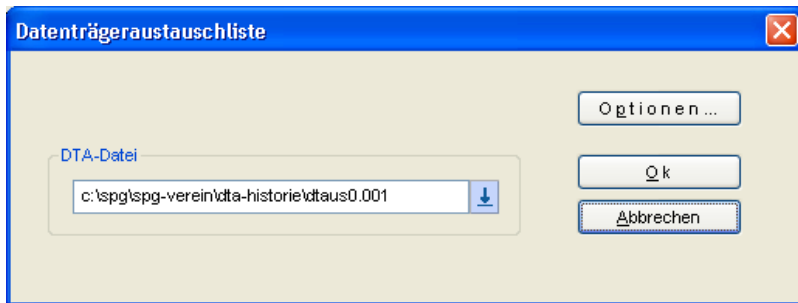 Datenträgeraustauschliste
Optionen...
DTA-Datei
c:\spg\spg-verein\dta-historie\dtaus0.001
Ok
Abbrechen